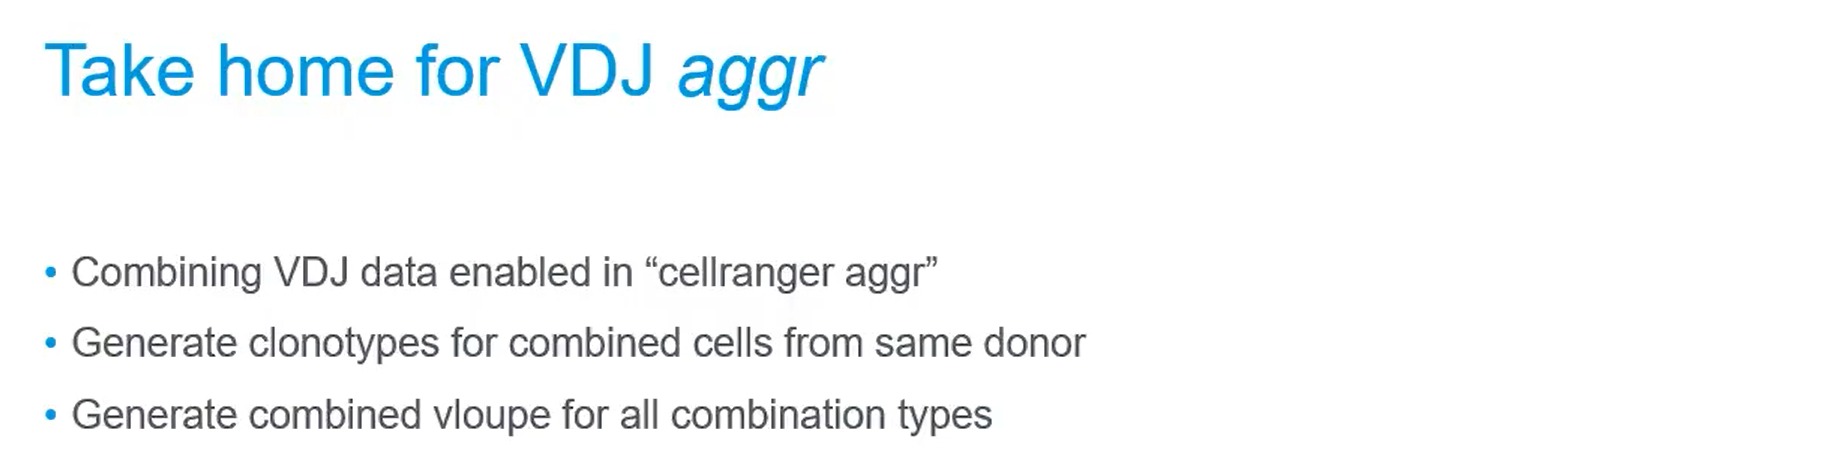 Take home for VDJ aggr
• Combining VDJ data enabled in “cellranger aggr”
• Generate clonotypes for combined cells from same donor
• Generate combined vloupe for all combination types